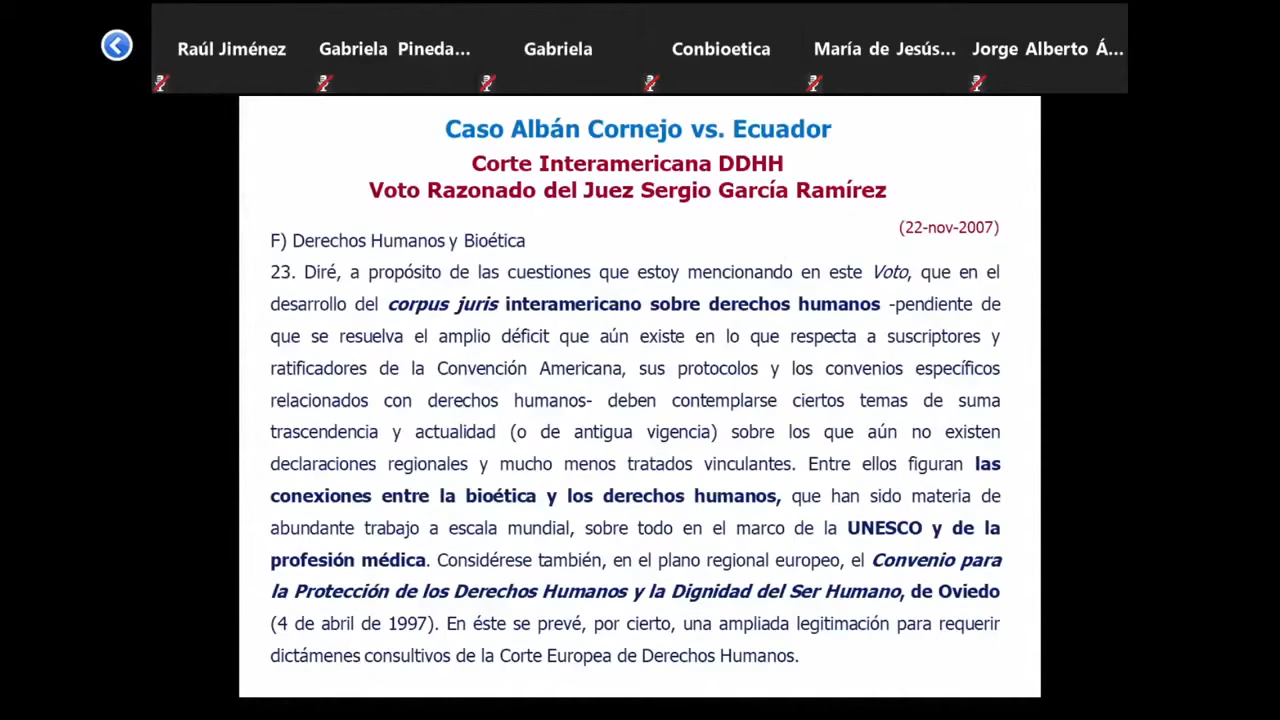 Raúl Jiménez
Gabriela Pineda...
Gabriela
Conbioetica
María de Jesús...
Jorge Alberto Á...
Caso Albán Cornejo vs. Ecuador
Corte Interamericana DDHH
Voto Razonado del Juez Sergio García Ramírez
(22-nov-2007)
F) Derechos Humanos y Bioética
23. Diré, a propósito de las cuestiones que estoy mencionando en este Voto, que en el
desarrollo del corpus juris interamericano sobre derechos humanos -pendiente de
que se resuelva el amplio déficit que aún existe en lo que respecta a suscriptores y
ratificadores de la Convención Americana, sus protocolos y los convenios específicos
relacionados con derechos humanos- deben contemplarse ciertos temas de suma
trascendencia y actualidad (o de antigua vigencia) sobre los que aún no existen
declaraciones regionales y mucho menos tratados vinculantes. Entre ellos figuran las
conexiones entre la bioética y los derechos humanos, que han sido materia de
abundante trabajo a escala mundial, sobre todo en el marco de la UNESCO y de la
profesión médica. Considérese también, en el plano regional europeo, el Convenio para
la Protección de los Derechos Humanos y la Dignidad del Ser Humano, de Oviedo
(4 de abril de 1997). En éste se prevé, por cierto, una ampliada legitimación para requerir
dictámenes consultivos de la Corte Europea de Derechos Humanos.